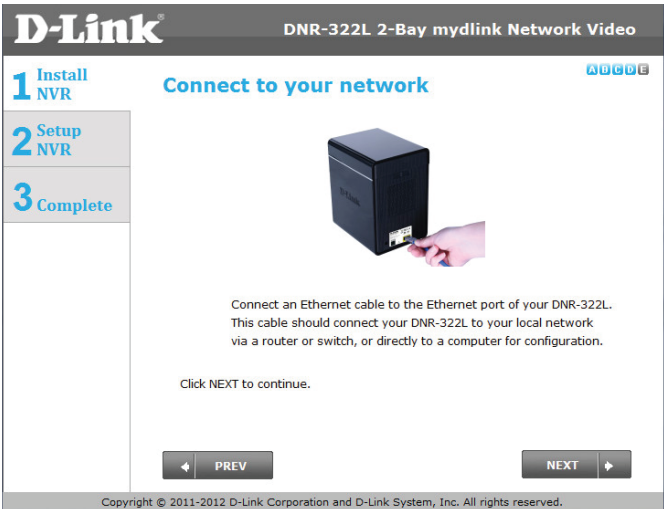 D-Link
DNR-322L 2-Bay mydlink Network Video
1 Install
NVR
2 Setup
NVR
3 Complete
Connect to your network
A B C D E
D-Link
Connect an Ethernet cable to the Ethernet port of your DNR-322L.
This cable should connect your DNR-322L to your local network
via a router or switch, or directly to a computer for configuration.
Click NEXT to continue.
PREV
NEXT
Copyright © 2011-2012 D-Link Corporation and D-Link System, Inc. All rights reserved.